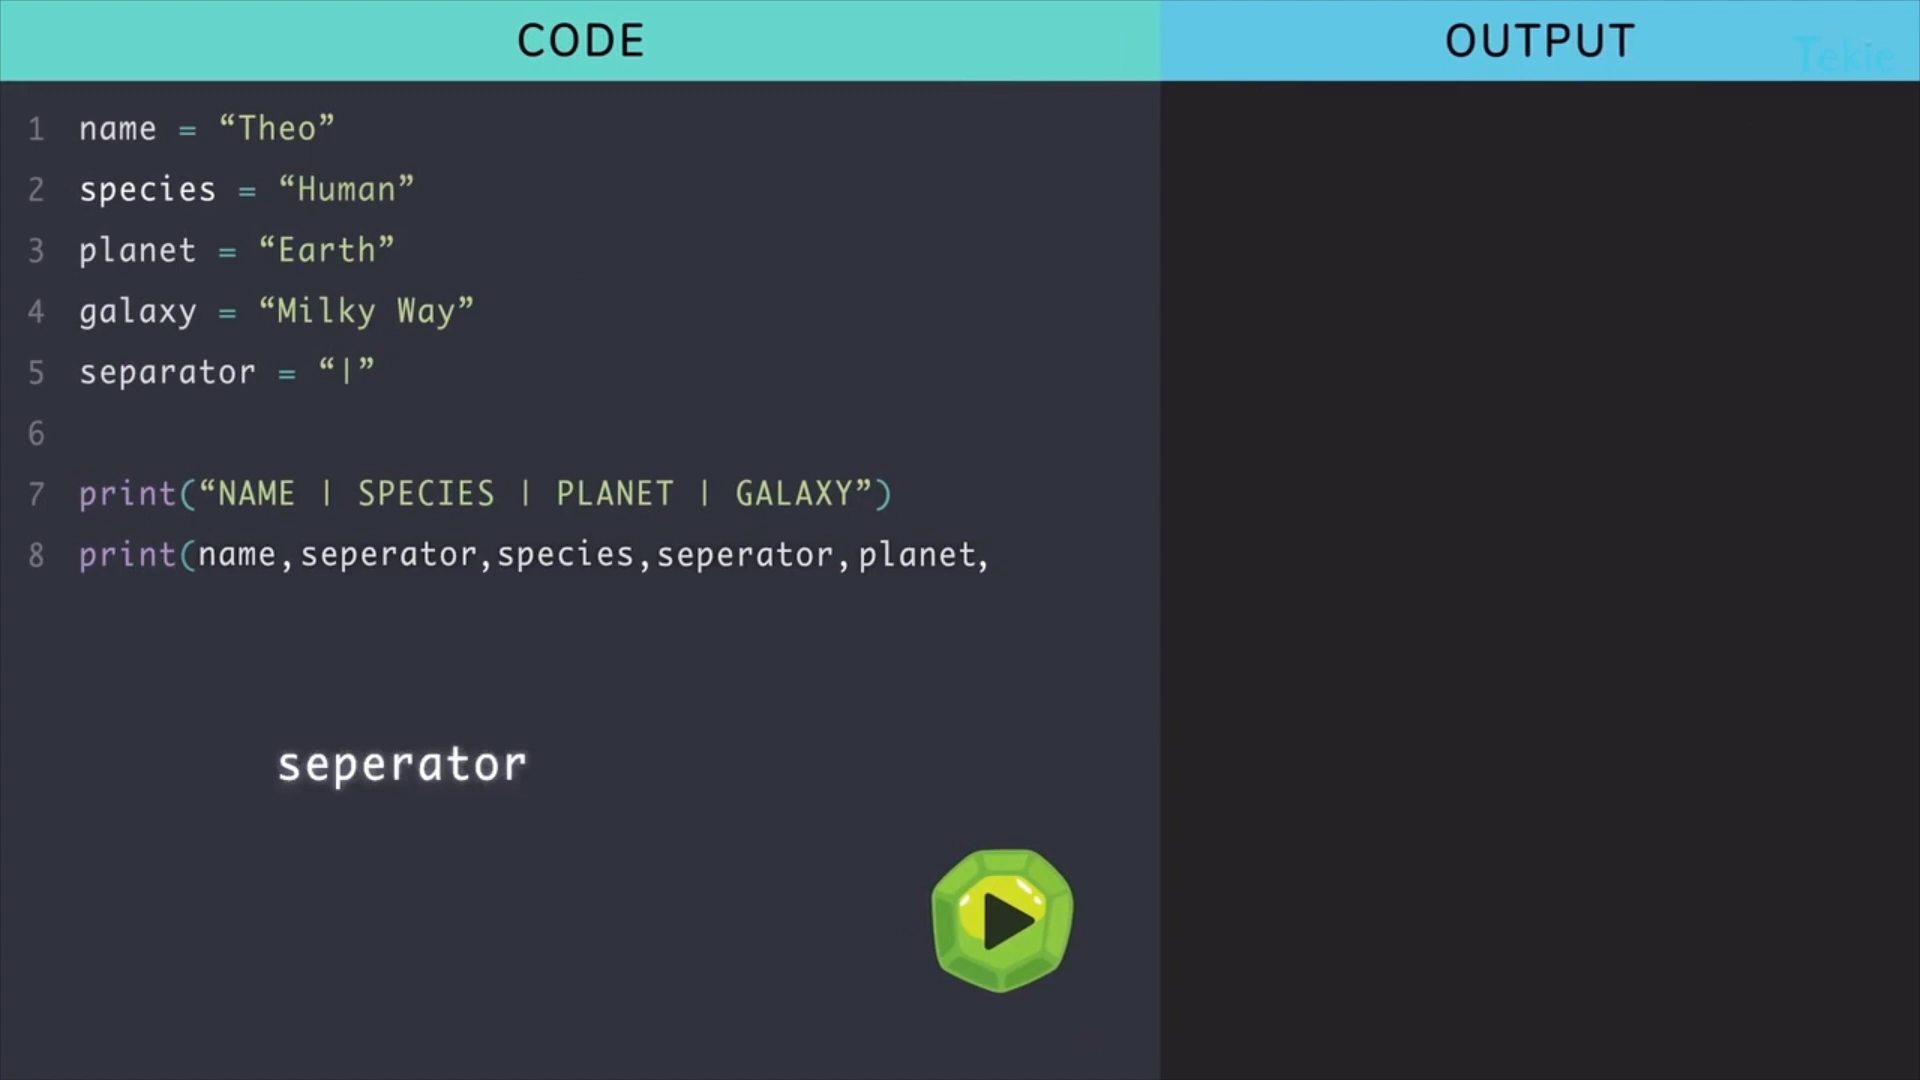 CODE
OUTPUT
Tekie
1 name = “Theo”
2 species = “Human”
3 planet = “Earth”
4 galaxy = “Milky Way”
5 separator = “|”
6
7 print(“NAME | SPECIES | PLANET | GALAXY”)
8 print(name,seperator,species,seperator,planet,
seperator